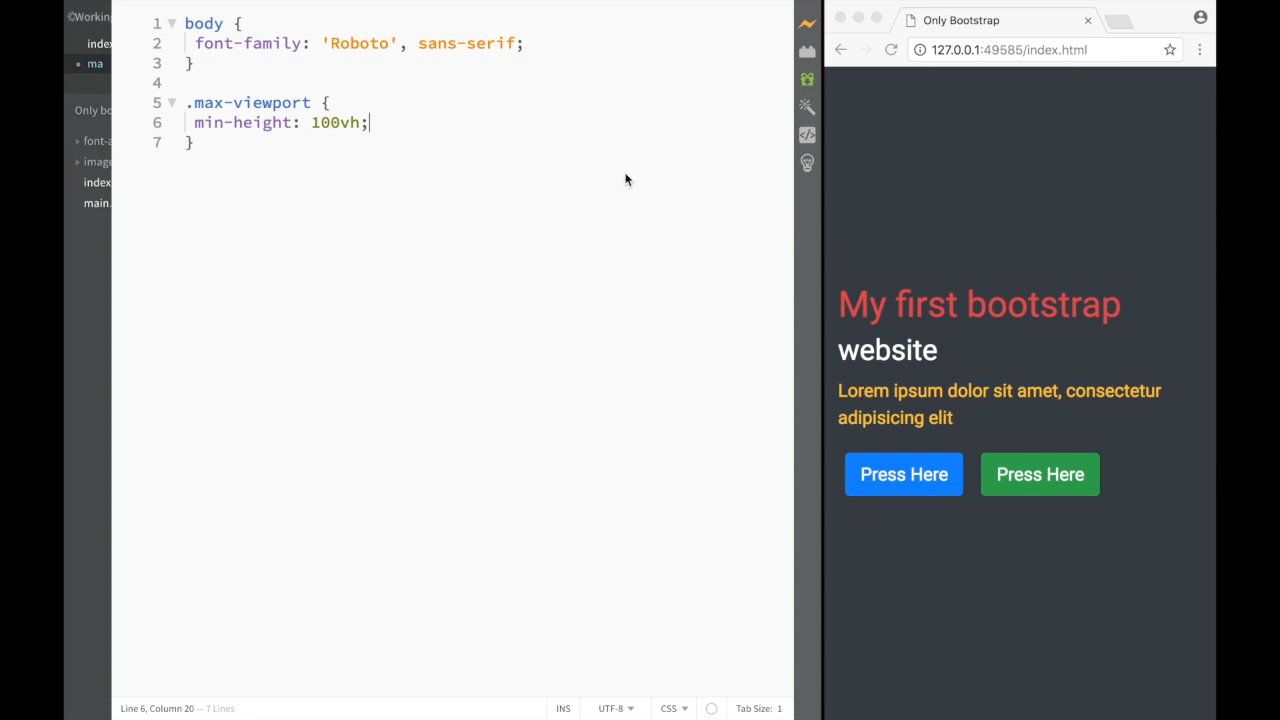 Working
index
ma
Only bo
font-a
image
index
main.
1 body {
2 font-family: 'Roboto', sans-serif;
3 }
4
5 .max-viewport {
6 min-height: 100vh;
7 }
Line 6, Column 20 — 7 Lines
INS
UTF-8
CSS
Tab Size: 1
Only Bootstrap
127.0.0.1:49585/index.html
My first bootstrap
website
Lorem ipsum dolor sit amet, consectetur
adipisicing elit
Press Here Press Here